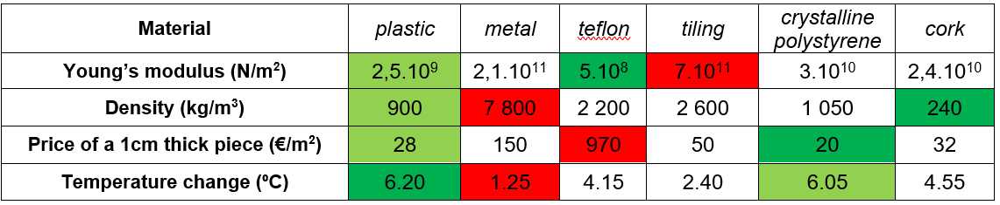 Material plastic metal teflon tiling crystalline polystyrene cork
Young’s modulus (N/m²) 2,5.10⁹ 2,1.10¹¹ 5.10⁸ 7.10¹¹ 3.10¹⁰ 2,4.10¹⁰
Density (kg/m³) 900 7 800 2 200 2 600 1 050 240
Price of a 1cm thick piece (€/m²) 28 150 970 50 20 32
Temperature change (ºC) 6.20 1.25 4.15 2.40 6.05 4.55